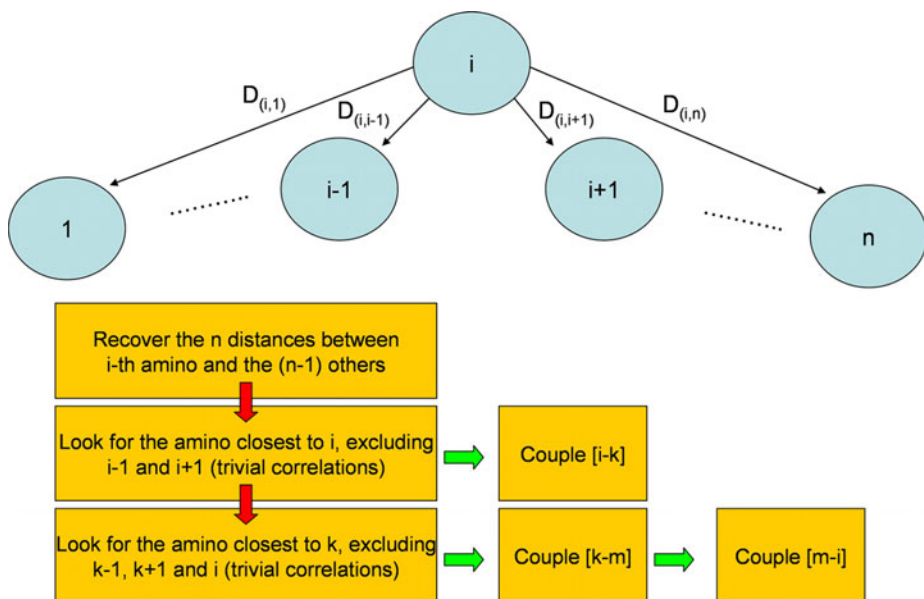 i
D(i,1)
D(i,i-1)
D(i,i+1)
D(i,n)
1
i-1
i+1
n
Recover the n distances between
i-th amino and the (n-1) others
Look for the amino closest to i, excluding
i-1 and i+1 (trivial correlations)
Couple [i-k]
Look for the amino closest to k, excluding
k-1, k+1 and i (trivial correlations)
Couple [k-m]
Couple [m-i]